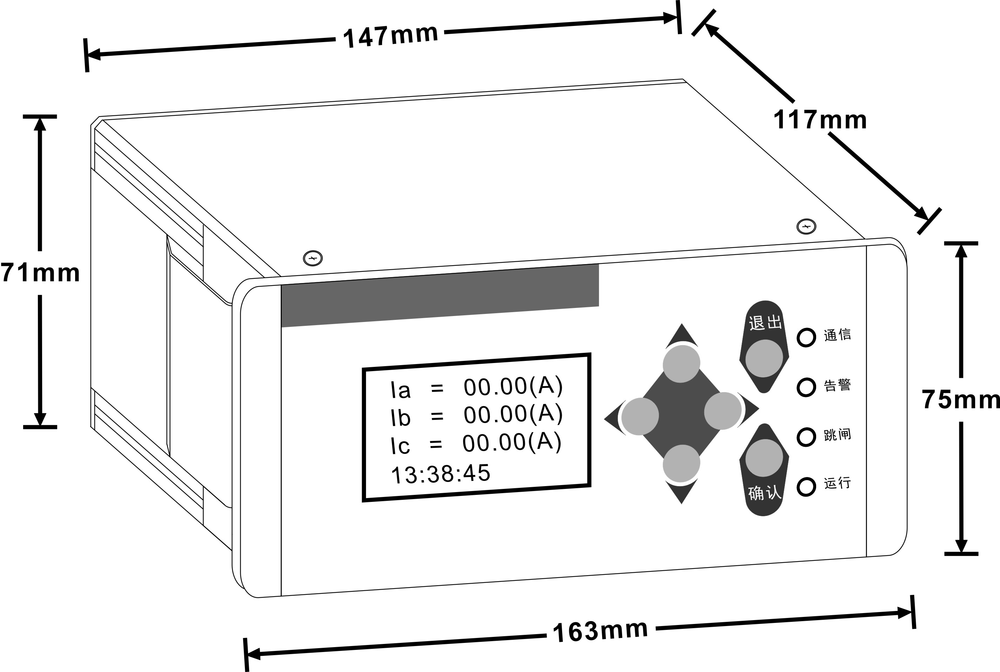 147mm
117mm
71mm
退出
通信
Ia = 00.00(A)
告警
75mm
Ib = 00.00(A)
Ic = 00.00(A)
跳闸
13:38:45
确认
运行
163mm